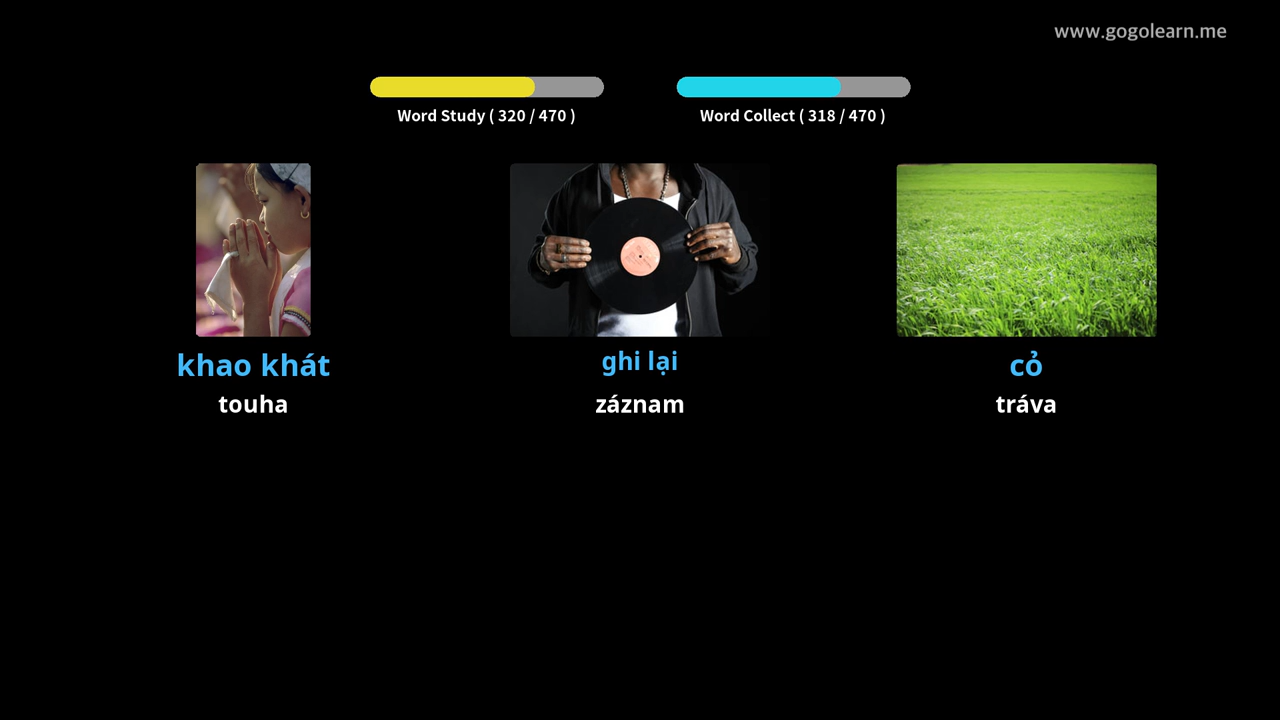 www.gogolearn.me
Word Study ( 320 / 470 )
Word Collect ( 318 / 470 )
khao khát
ghi lại
cỏ
touha
záznam
tráva